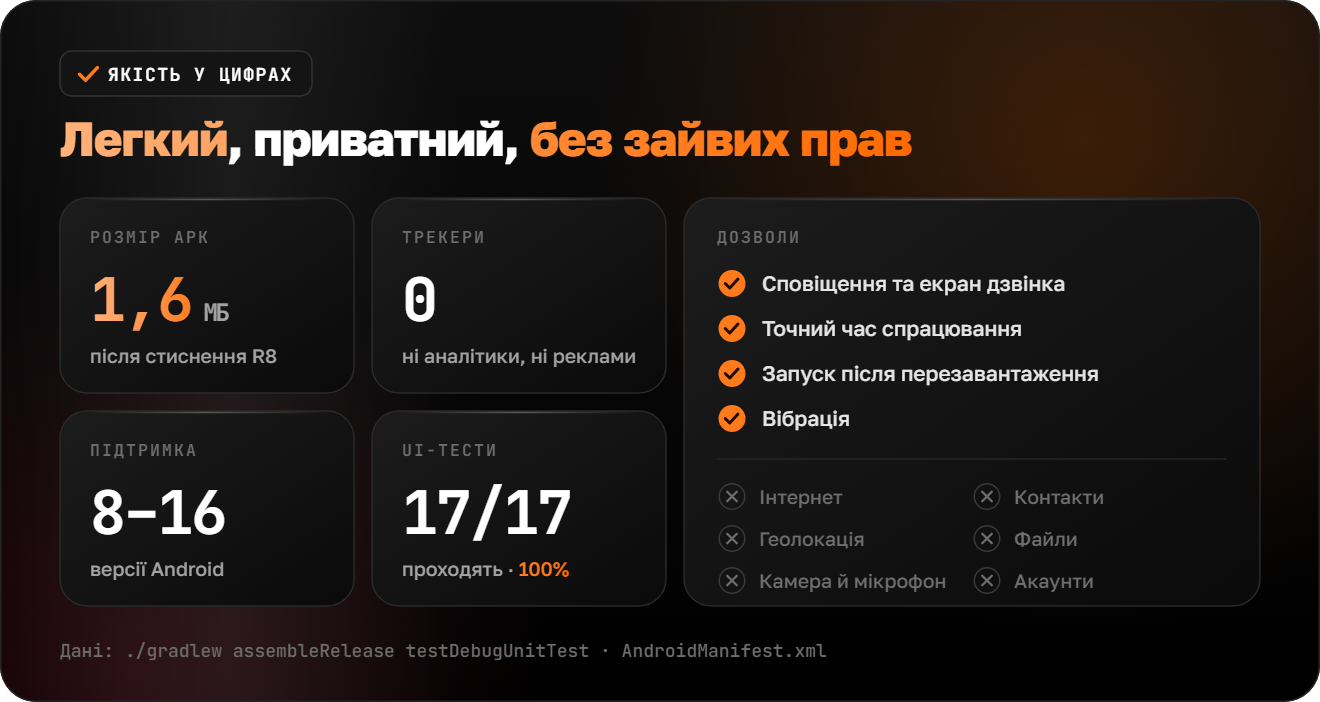 ЯКІСТЬ У ЦИФРАХ
Легкий, приватний, без зайвих прав
РОЗМІР APK
1,6 МБ
після стиснення R8
ТРЕКЕРИ
0
ні аналітики, ні реклами
ПІДТРИМКА
8–16
версії Android
UI-ТЕСТИ
17/17
проходять · 100%
ДОЗВОЛИ
Сповіщення та екран дзвінка
Точний час спрацювання
Запуск після перезавантаження
Вібрація
Інтернет
Контакти
Геолокація
Файли
Камера й мікрофон
Акаунти
Дані: ./gradlew assembleRelease testDebugUnitTest · AndroidManifest.xml